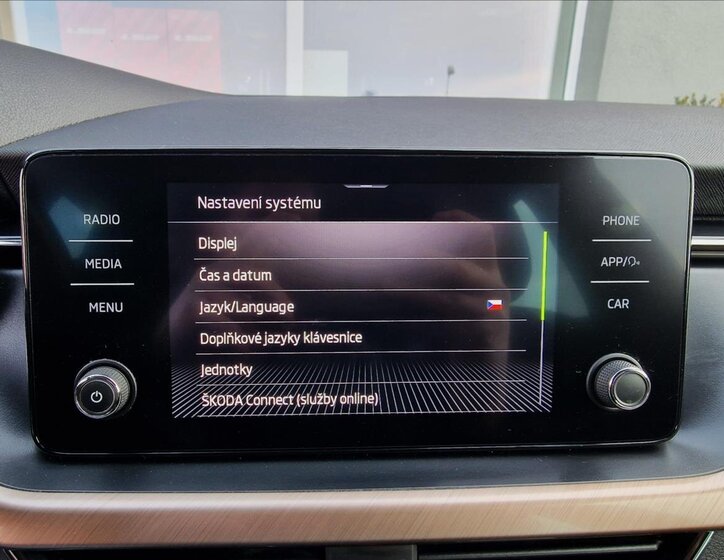 Nastavení systému
RADIO
MEDIA
MENU
Displej
Čas a datum
Jazyk/Language
Doplňkové jazyky klávesnice
Jednotky
ŠKODA Connect (služby online)
PHONE
APP/
CAR